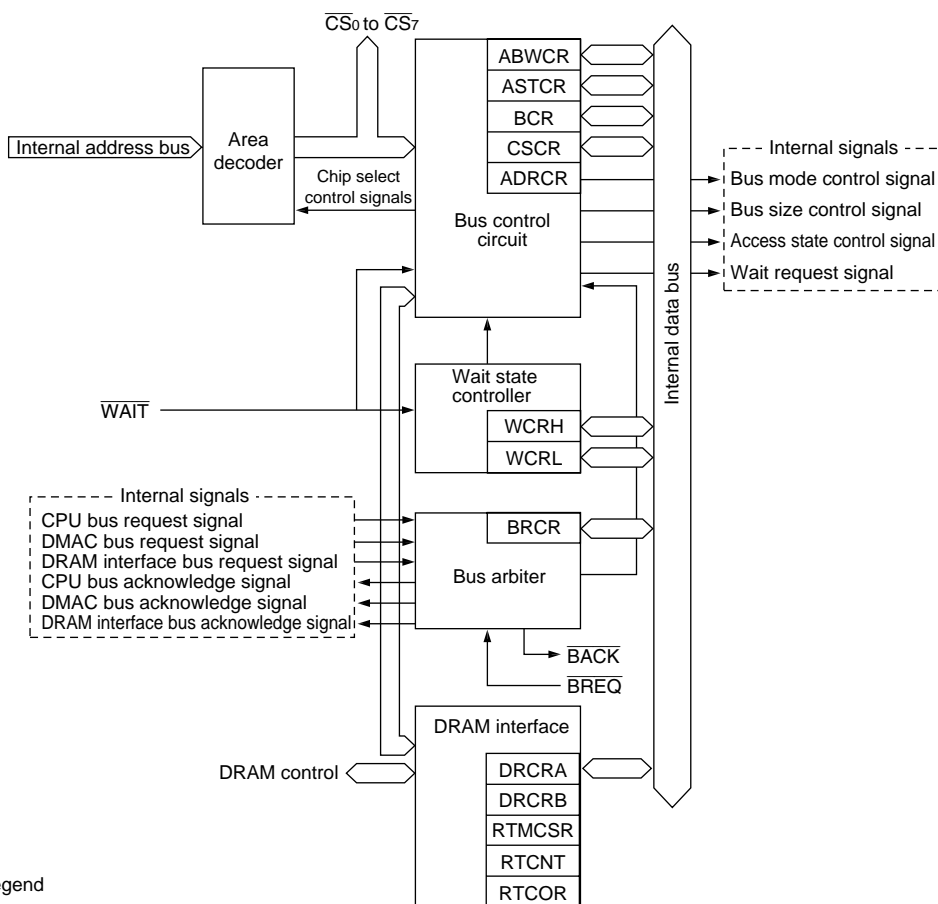 CS0 to CS7
ABWCR
ASTCR
BCR
CSCR
ADRCR
Area
decoder
Internal address bus
Chip select
control signals
Bus control
circuit
Internal signals
Bus mode control signal
Bus size control signal
Access state control signal
Wait request signal
Internal data bus
Wait state
controller
WAIT
WCRH
WCRL
Internal signals
CPU bus request signal
DMAC bus request signal
DRAM interface bus request signal
CPU bus acknowledge signal
DMAC bus acknowledge signal
DRAM interface bus acknowledge signal
BRCR
Bus arbiter
BACK
BREQ
DRAM interface
DRAM control
DRCRA
DRCRB
RTMCSR
RTCNT
RTCOR
egend